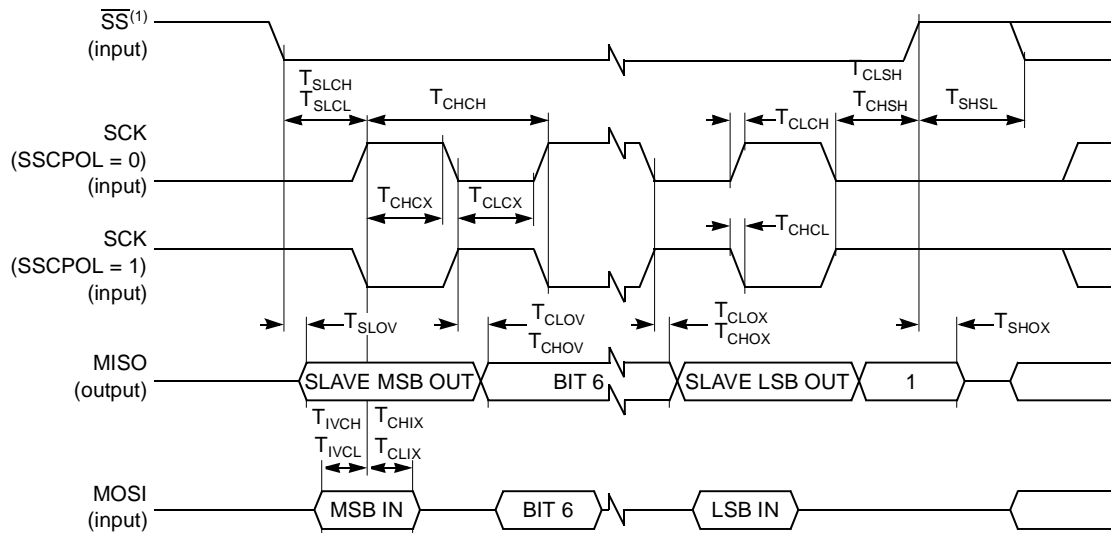 SS(1)
(input)
TSLCH
TSLCL
TCHCH
TCLCH
TCLSH
TCHSH
TSHSL
SCK
(SSCPOL = 0)
(input)
TCHCX
TCLCX
TCHCL
SCK
(SSCPOL = 1)
(input)
TSLOV
TCLOV
TCHOV
TCLOX
TCHOX
TSHOX
MISO
(output)
SLAVE MSB OUT
BIT 6
SLAVE LSB OUT
1
TIVCH
TIVCL
TCHIX
TCLIX
MOSI
(input)
MSB IN
BIT 6
LSB IN